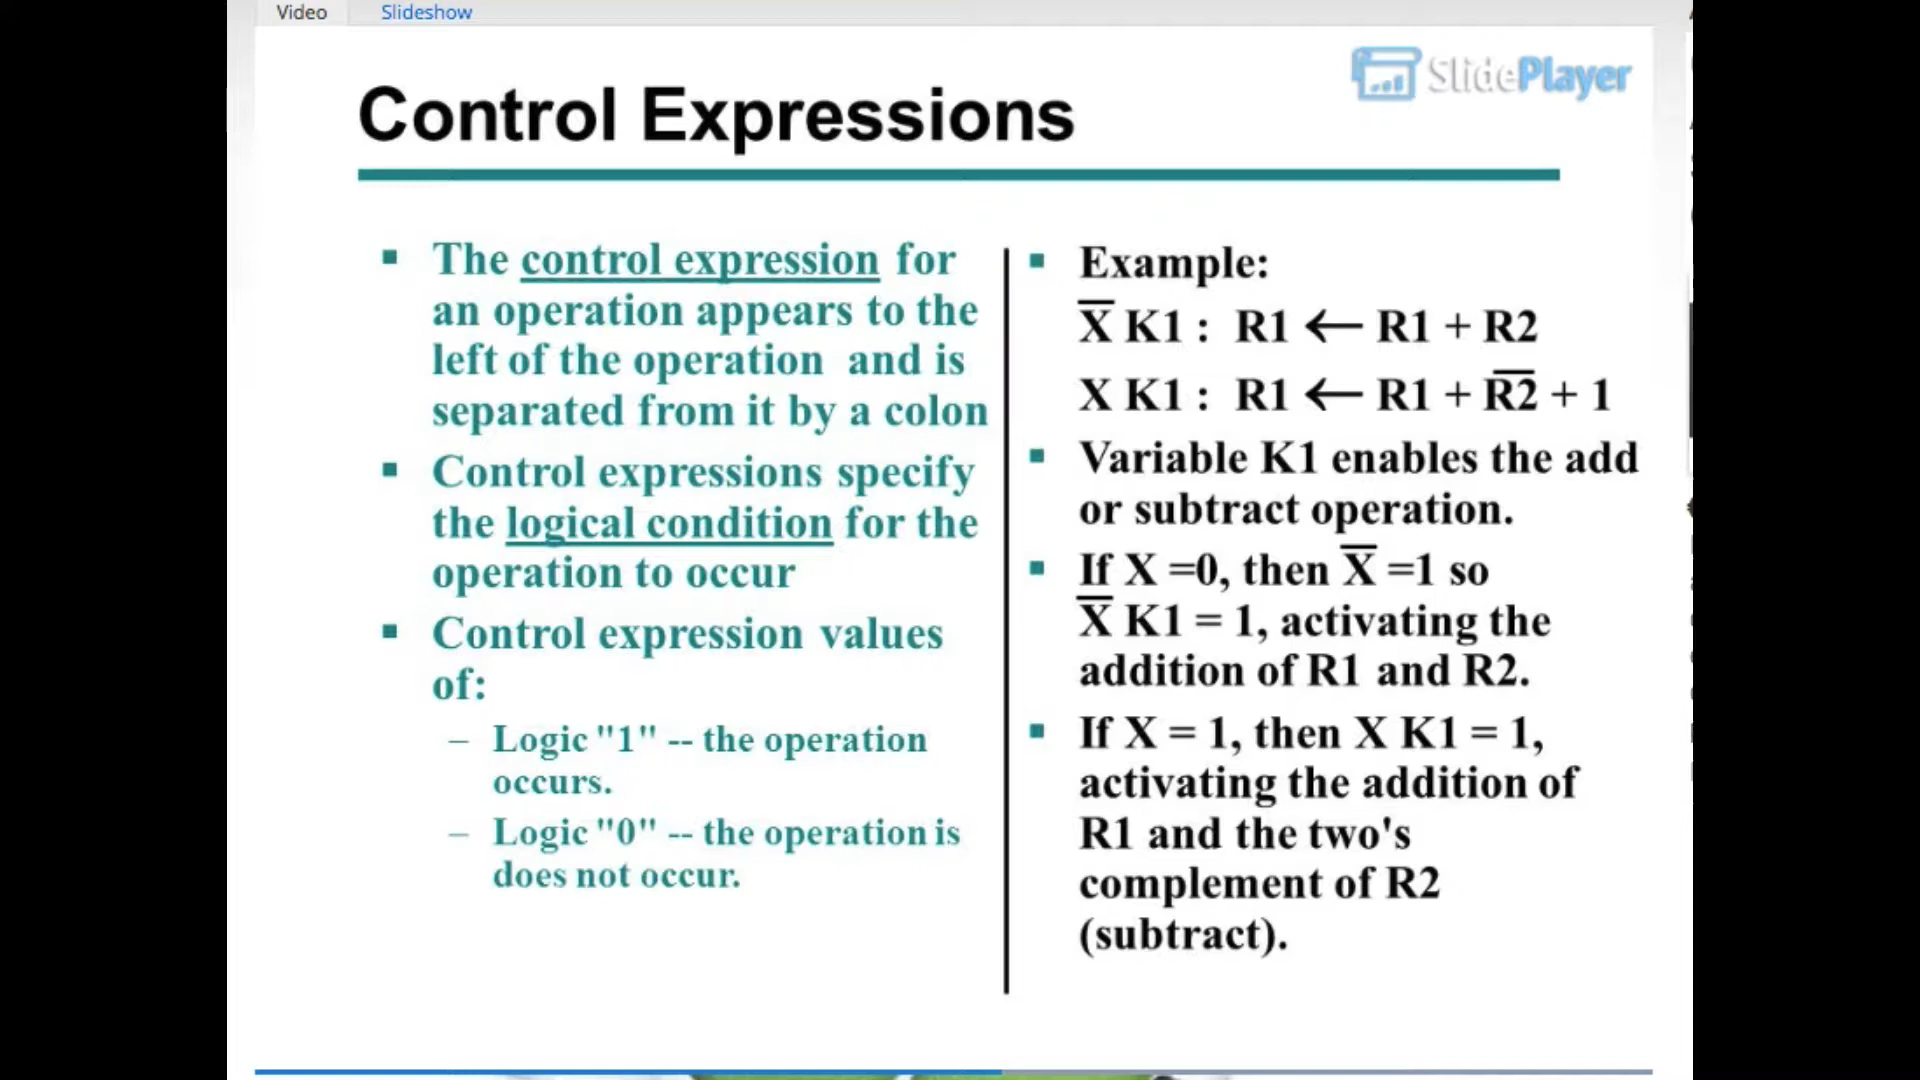 Video Slideshow
SlidePlayer
Control Expressions
▪ The control expression for
an operation appears to the
left of the operation and is
separated from it by a colon
▪ Control expressions specify
the logical condition for the
operation to occur
▪ Control expression values
of:
– Logic "1" -- the operation
occurs.
– Logic "0" -- the operation is
does not occur.
▪ Example:
X̅ K1 : R1 ← R1 + R2
X K1 : R1 ← R1 + R̅2̅ + 1
▪ Variable K1 enables the add
or subtract operation.
▪ If X =0, then X̅ =1 so
X̅ K1 = 1, activating the
addition of R1 and R2.
▪ If X = 1, then X K1 = 1,
activating the addition of
R1 and the two's
complement of R2
(subtract).